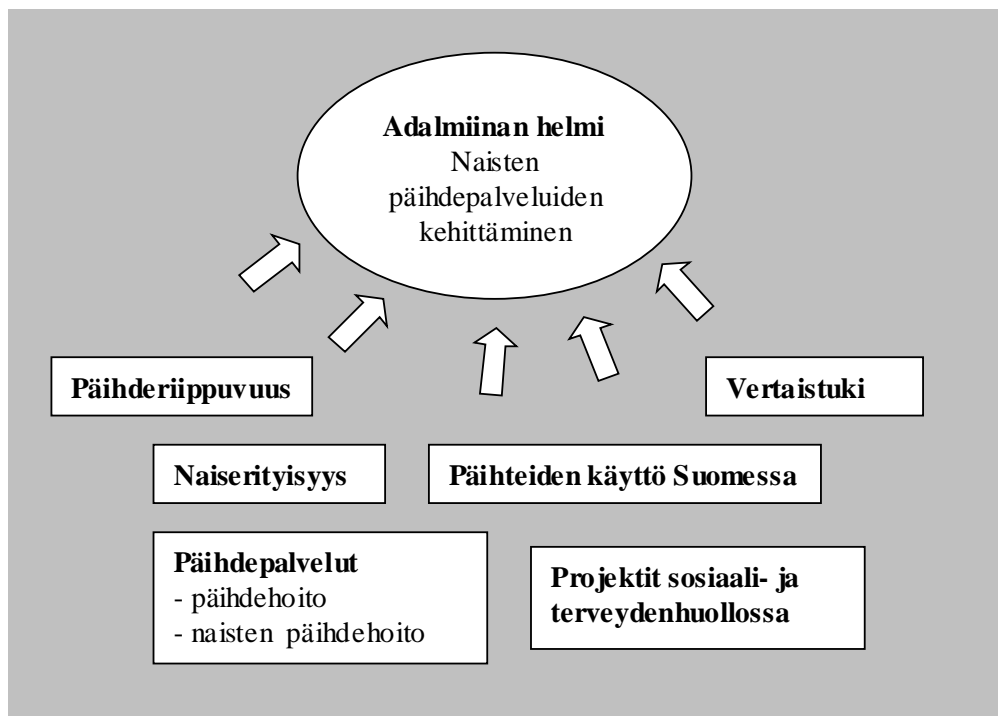 Adalmiinan helmi
Naisten
päihdepalveluiden
kehittäminen
Päihderiippuvuus
Vertaistuki
Naiserityisyys
Päihteiden käyttö Suomessa
Päihdepalvelut
- päihdehoito
- naisten päihdehoito
Projektit sosiaali- ja
terveydenhuollossa